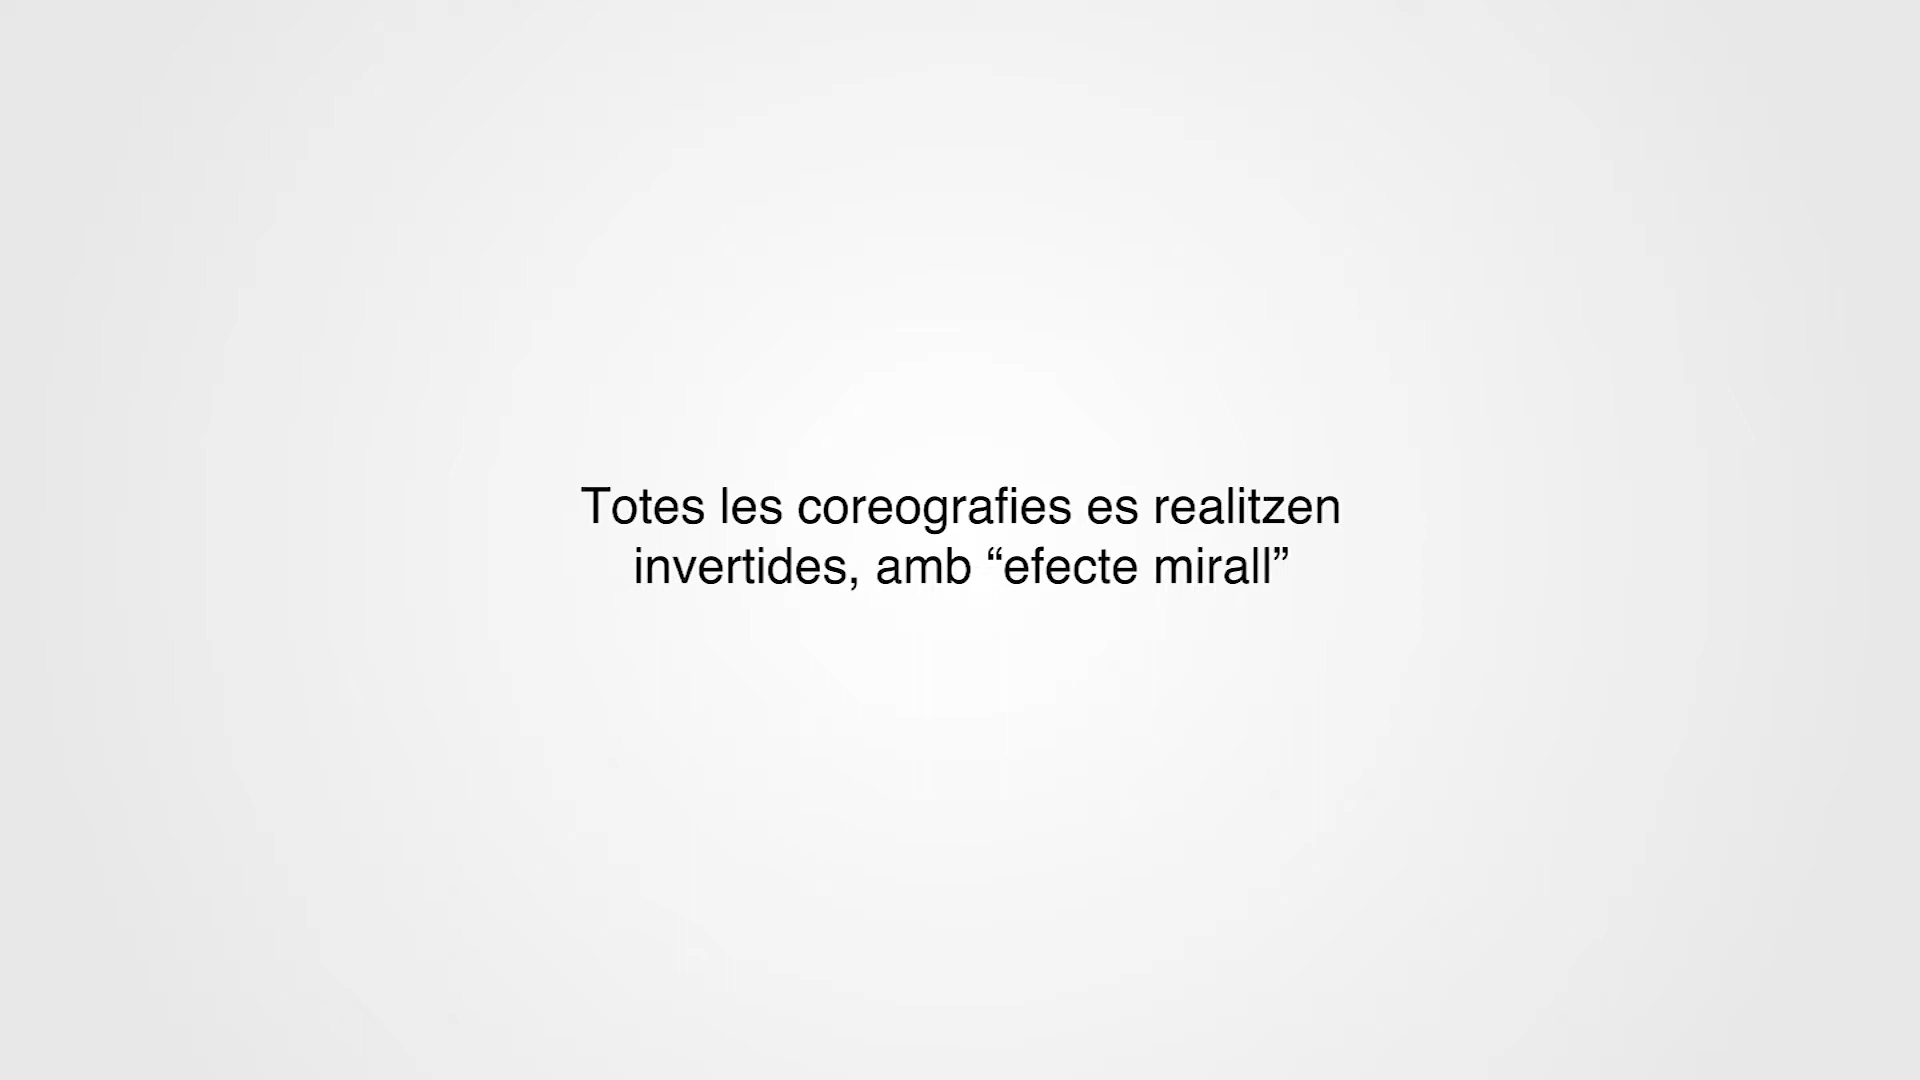 Totes les coreografies es realitzen
invertides, amb “efecte mirall”